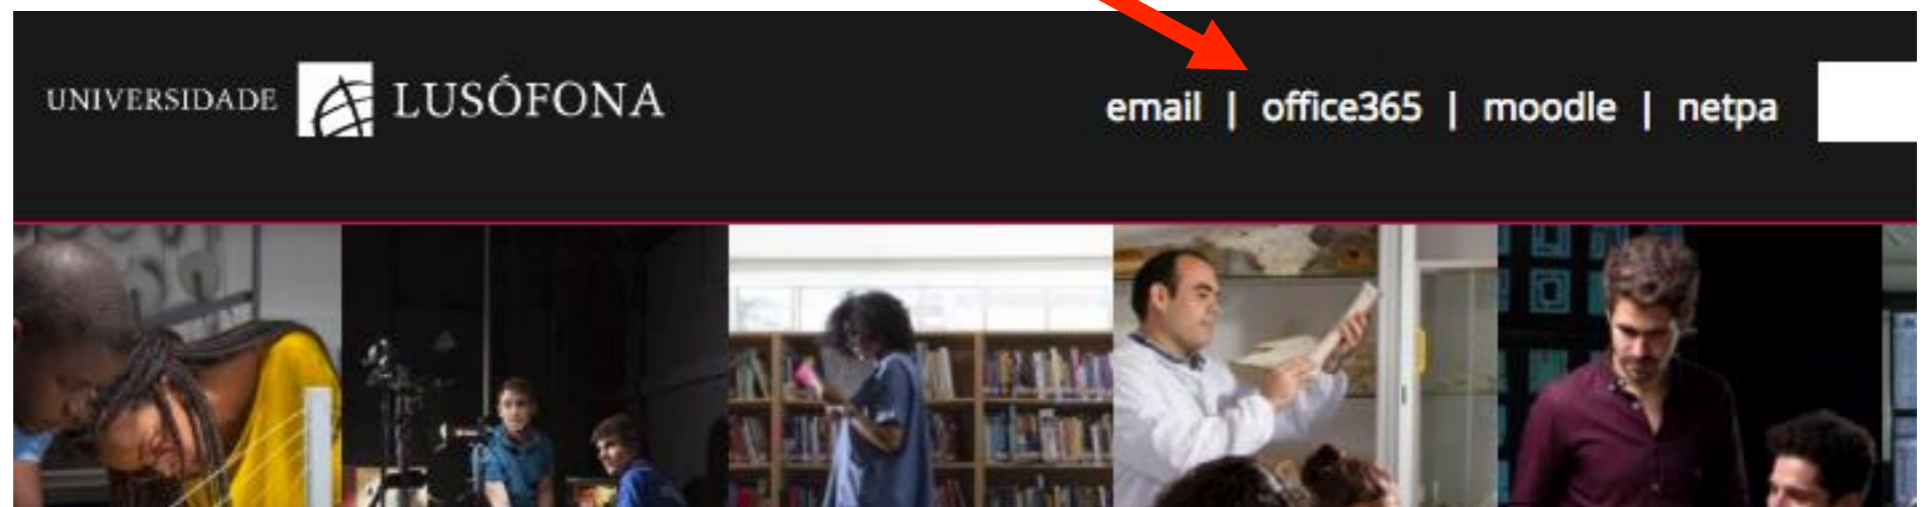 UNIVERSIDADE LUSÓFONA
email | office365 | moodle | netpa